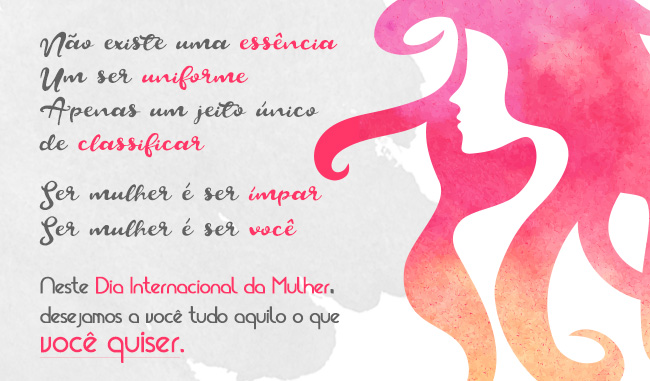 Não existe uma essência
Um ser uniforme
Apenas um jeito único
de classificar
Ser mulher é ser ímpar
Ser mulher é ser você
Neste Dia Internacional da Mulher,
desejamos a você tudo aquilo o que
você quiser.